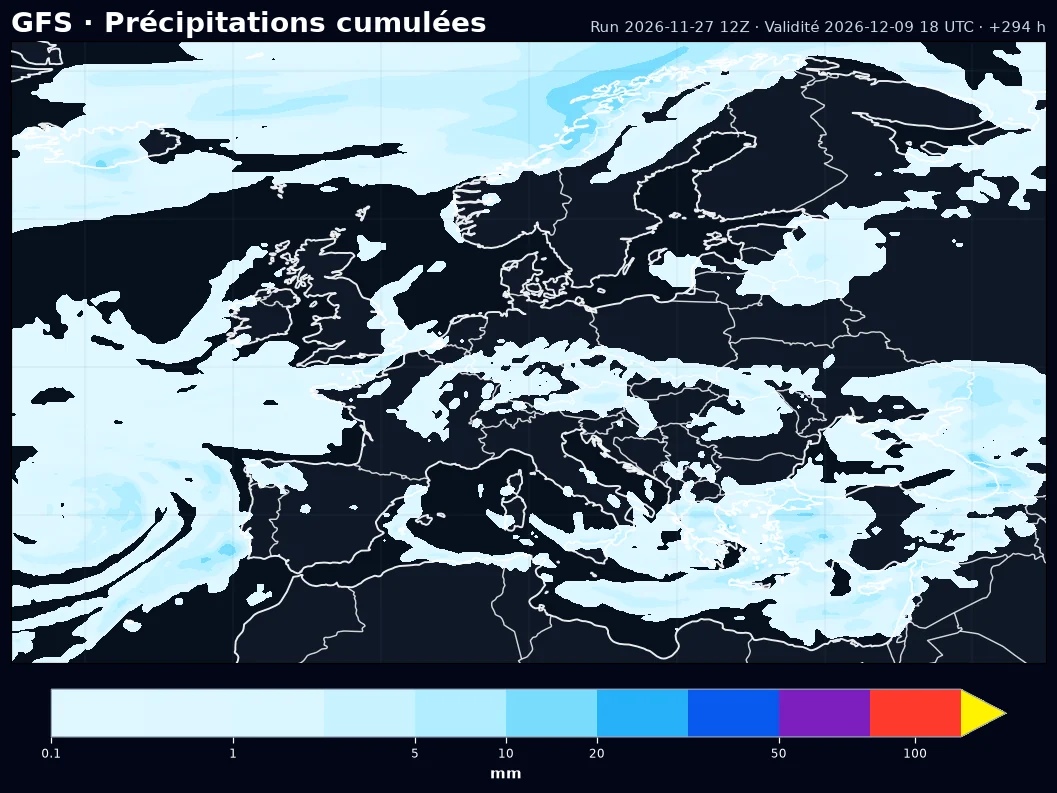 GFS · Précipitations cumulées
Run 2026-11-27 12Z · Validité 2026-12-09 18 UTC · +294 h
0.1 1 5 10 20 50 100
mm